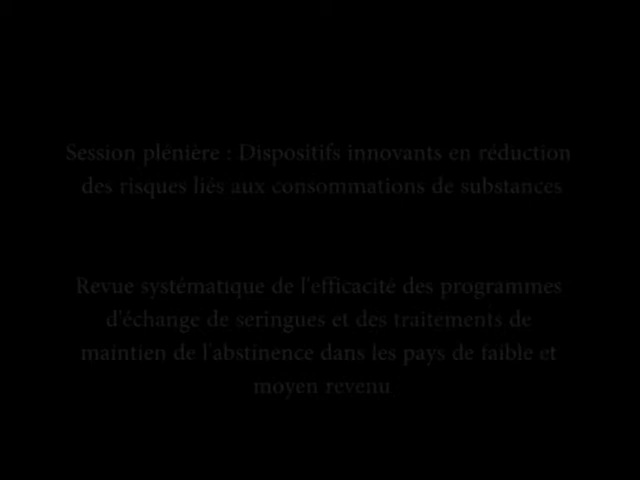 Session plénière : Dispositifs innovants en réduction
des risques liés aux consommations de substances
Revue systématique de l'efficacité des programmes
d'échange de seringues et des traitements de
maintien de l'abstinence dans les pays de faible et
moyen revenu